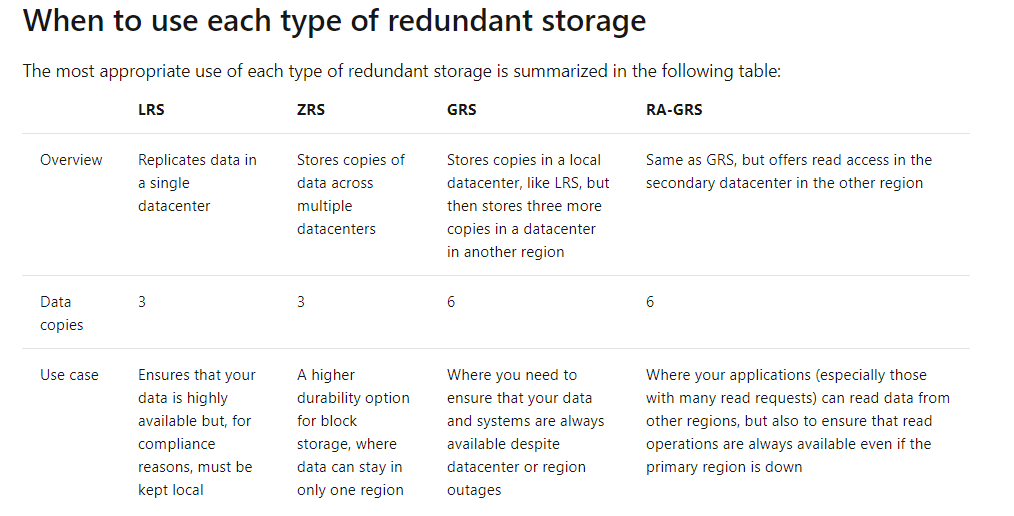 When to use each type of redundant storage
The most appropriate use of each type of redundant storage is summarized in the following table:
LRS ZRS GRS RA-GRS
Overview
Replicates data in
a single
datacenter
Stores copies of
data across
multiple
datacenters
Stores copies in a local
datacenter, like LRS, but
then stores three more
copies in a datacenter
in another region
Same as GRS, but offers read access in the
secondary datacenter in the other region
Data
copies
3 3 6 6
Use case
Ensures that your
data is highly
available but, for
compliance
reasons, must be
kept local
A higher
durability option
for block
storage, where
data can stay in
only one region
Where you need to
ensure that your data
and systems are always
available despite
datacenter or region
outages
Where your applications (especially those
with many read requests) can read data from
other regions, but also to ensure that read
operations are always available even if the
primary region is down